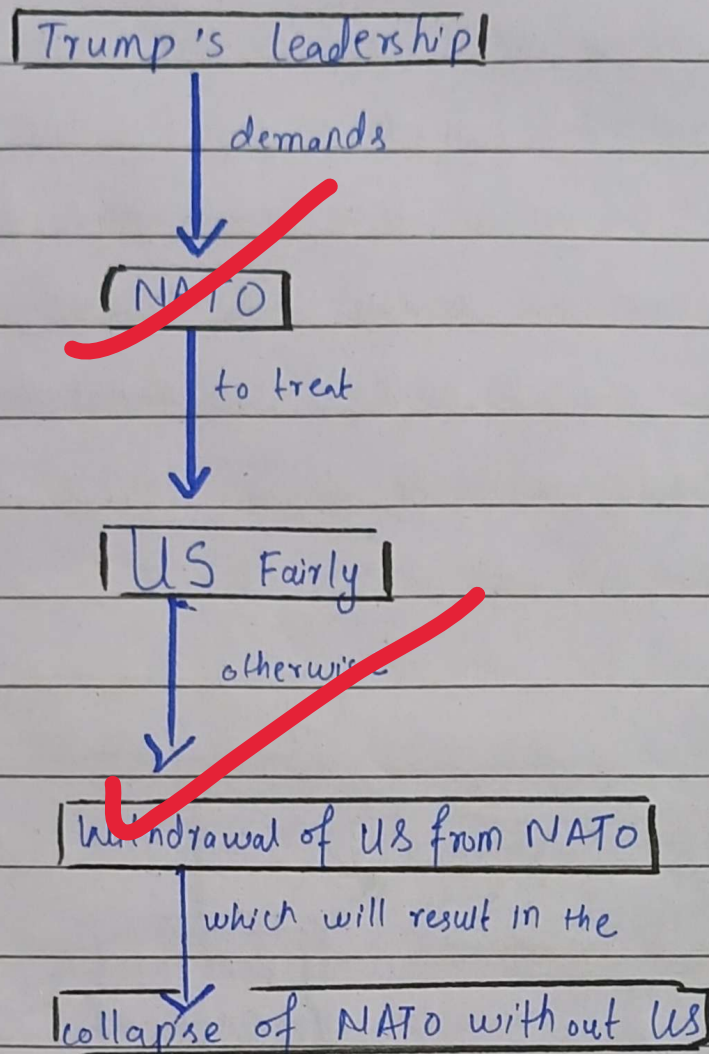 Trump's leadership
demands
NATO
to treat
US Fairly
otherwise
Withdrawal of US from NATO
which will result in the
collapse of NATO without US